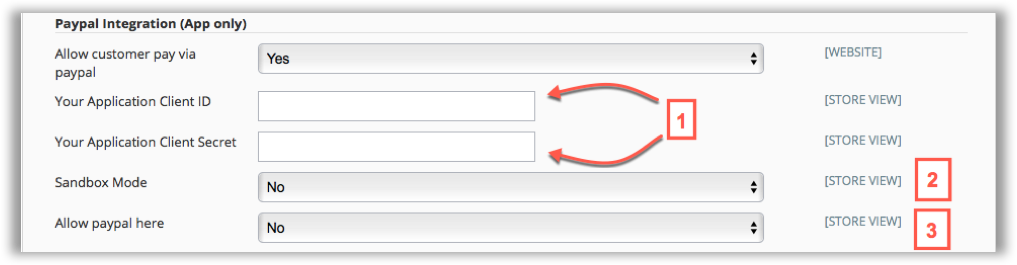 Paypal Integration (App only)
Allow customer pay via
paypal
Yes
[WEBSITE]
Your Application Client ID
[STORE VIEW]
1
Your Application Client Secret
[STORE VIEW]
Sandbox Mode
No
[STORE VIEW]
2
Allow paypal here
No
[STORE VIEW]
3